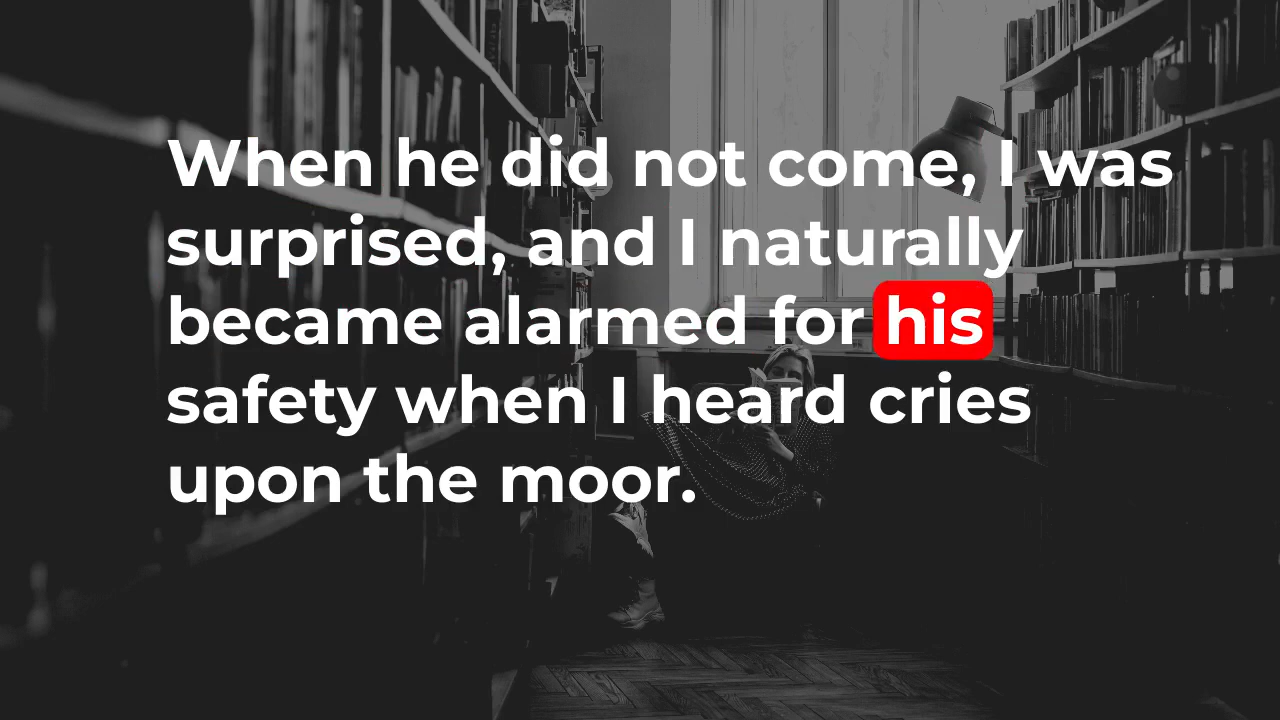 When he did not come, I was
surprised, and I naturally
became alarmed for his
safety when I heard cries
upon the moor.